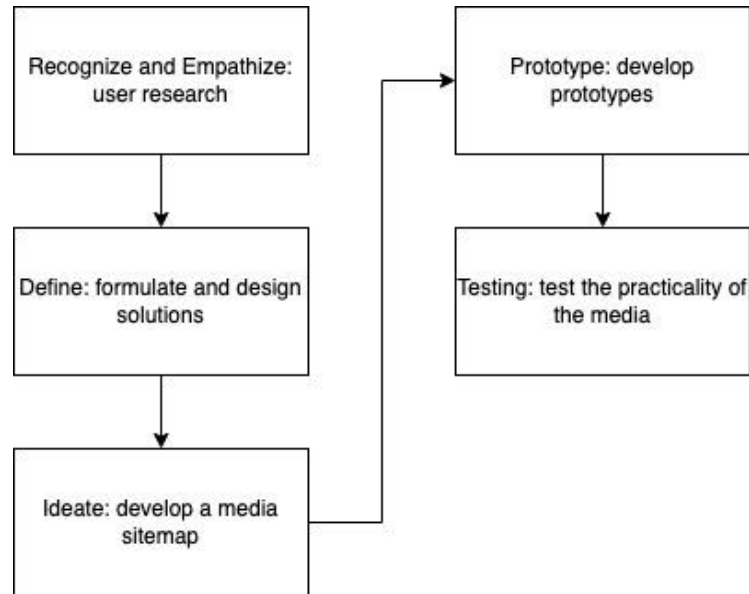 Recognize and Empathize:
user research
Define: formulate and design
solutions
Ideate: develop a media
sitemap
Prototype: develop
prototypes
Testing: test the practicality of
the media